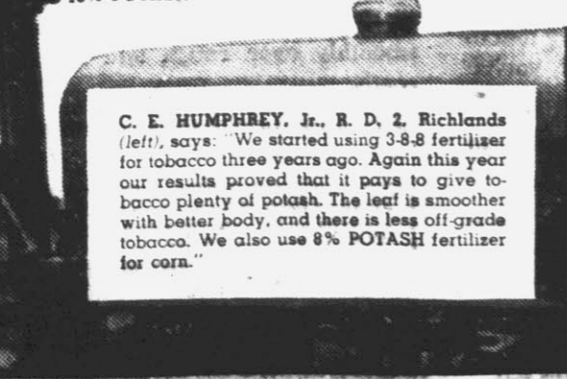 C. E. HUMPHREY, Jr., R. D. 2, Richlands
(left), says: "We started using 3-8-8 fertilizer
for tobacco three years ago. Again this year
our results proved that it pays to give to-
bacco plenty of potash. The leaf is smoother
with better body, and there is less off-grade
tobacco. We also use 8% POTASH fertilizer
for corn."